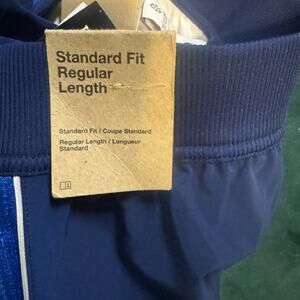 Standard Fit
Regular
Length
Standard Fit / Coupe Standard
Regular Length / Longueur
Standard